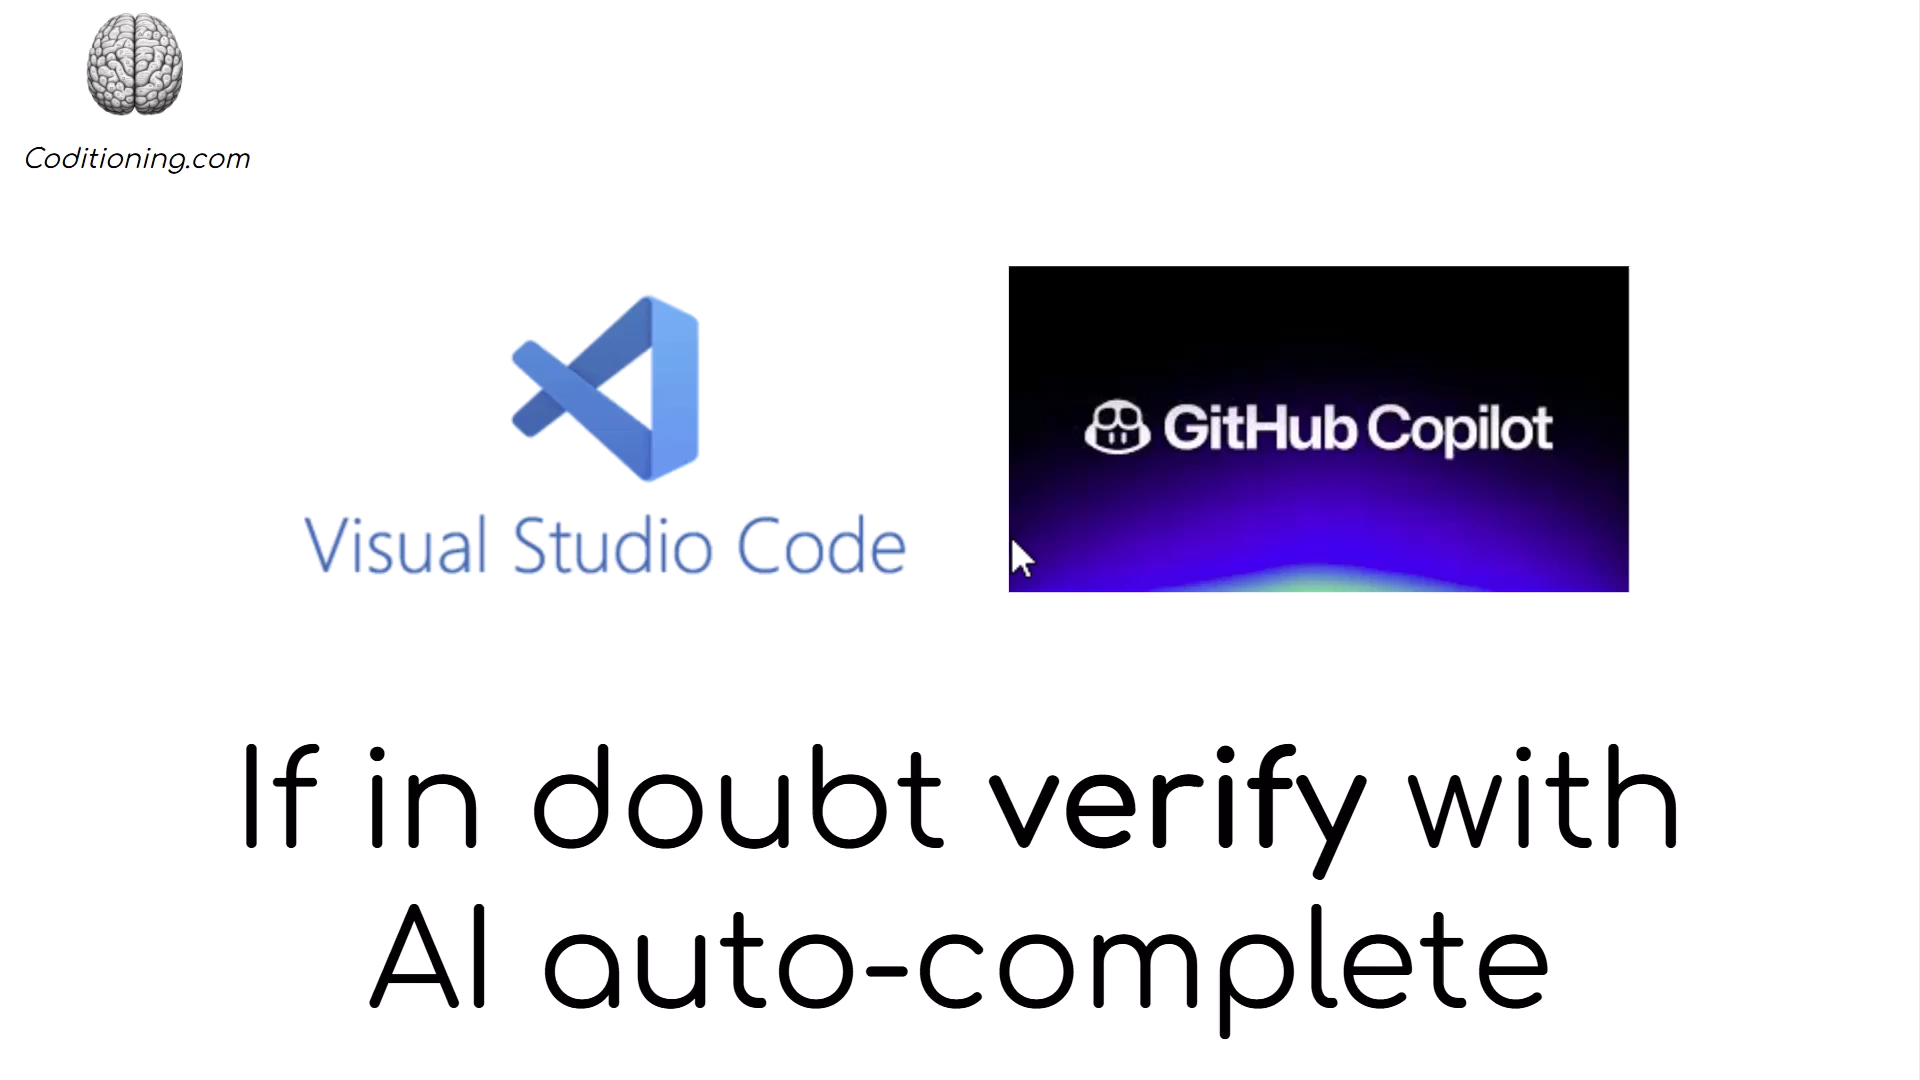 Coditioning.com
Visual Studio Code
GitHub Copilot
If in doubt verify with
AI auto-complete